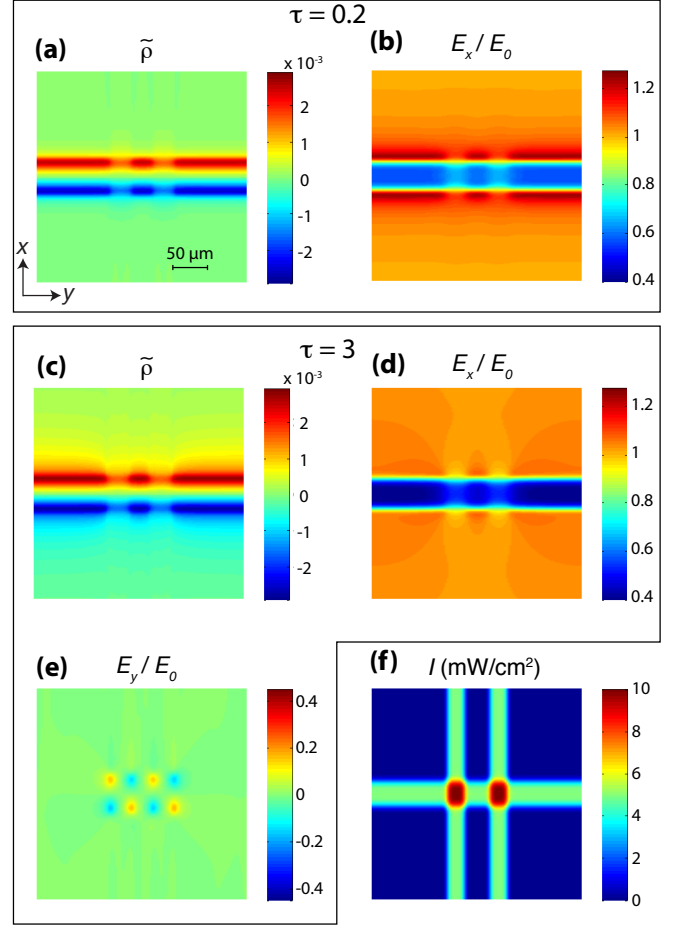 τ = 0.2
(a) ρ̃
x 10⁻³
2
1
0
-1
-2
50 μm
x
y
(b) Eₓ / E₀
1.2
1
0.8
0.6
0.4
τ = 3
(c) ρ̃
x 10⁻³
2
1
0
-1
-2
(d) Eₓ / E₀
1.2
1
0.8
0.6
0.4
(e) E_y / E₀
0.4
0.2
0
-0.2
-0.4
(f) I (mW/cm²)
10
8
6
4
2
0